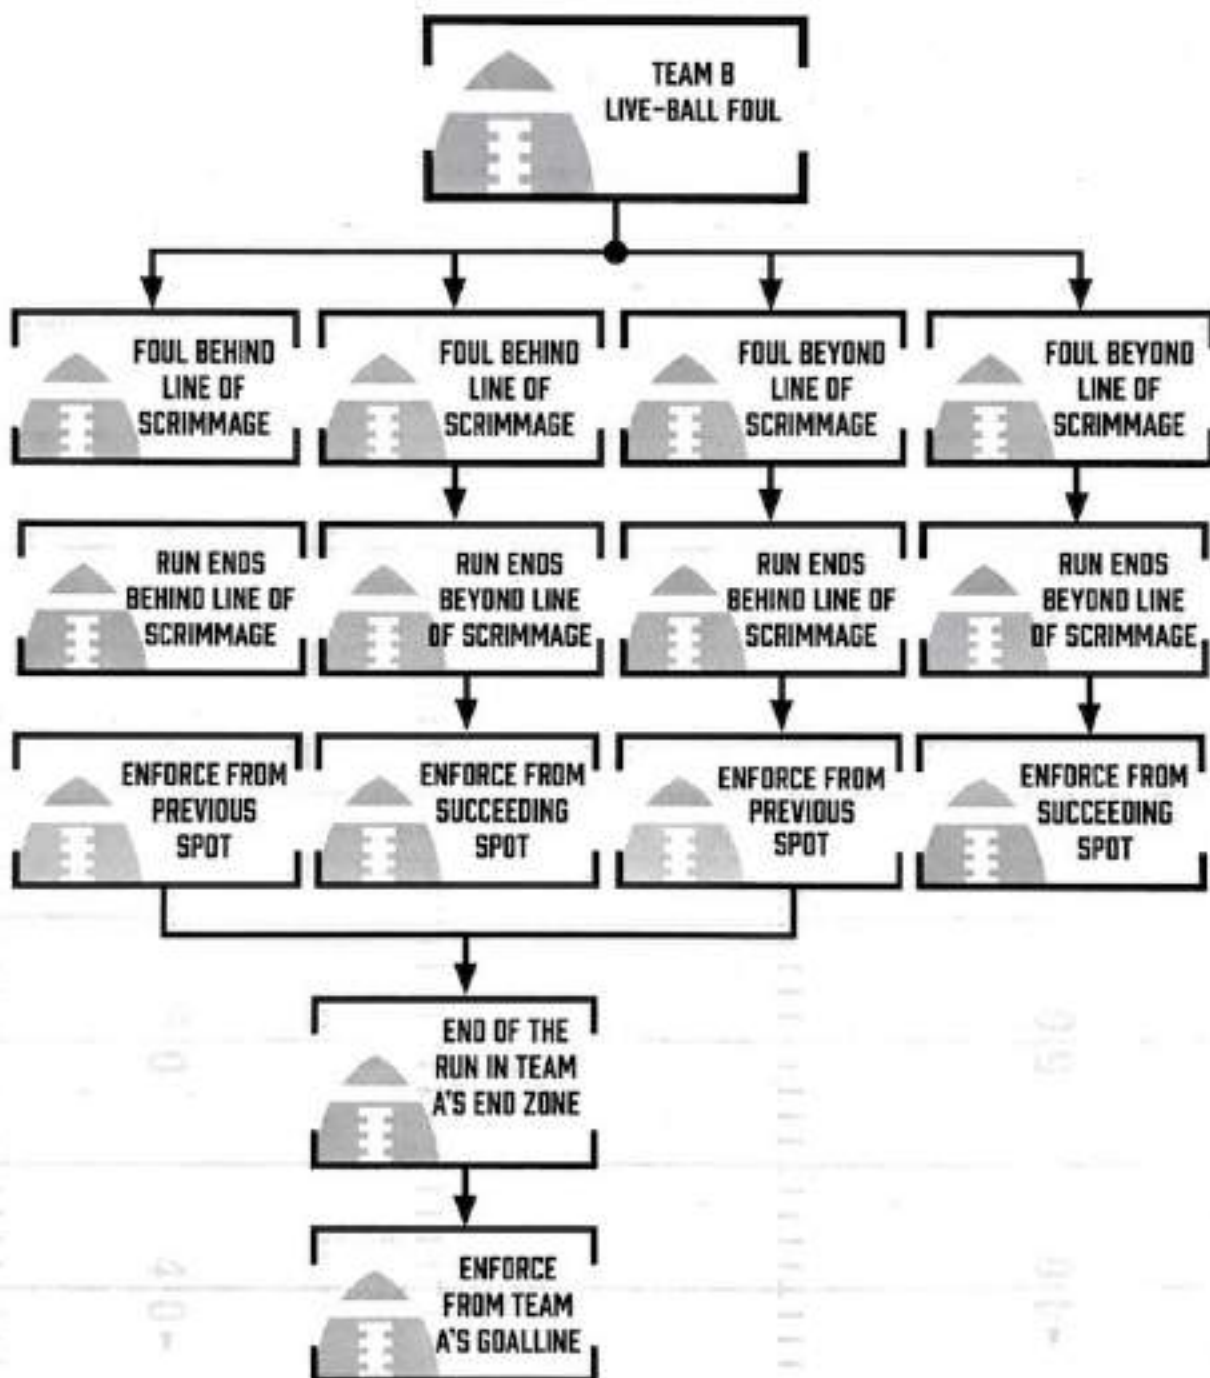 TEAM B
LIVE-BALL FOUL
FOUL BEHIND
LINE OF
SCRIMMAGE
FOUL BEHIND
LINE OF
SCRIMMAGE
FOUL BEYOND
LINE OF
SCRIMMAGE
FOUL BEYOND
LINE OF
SCRIMMAGE
RUN ENDS
BEHIND LINE OF
SCRIMMAGE
RUN ENDS
BEYOND LINE
OF SCRIMMAGE
RUN ENDS
BEHIND LINE OF
SCRIMMAGE
RUN ENDS
BEYOND LINE
OF SCRIMMAGE
ENFORCE FROM
PREVIOUS
SPOT
ENFORCE FROM
SUCCEEDING
SPOT
ENFORCE FROM
PREVIOUS
SPOT
ENFORCE FROM
SUCCEEDING
SPOT
END OF THE
RUN IN TEAM
A'S END ZONE
ENFORCE
FROM TEAM
A'S GOALLINE